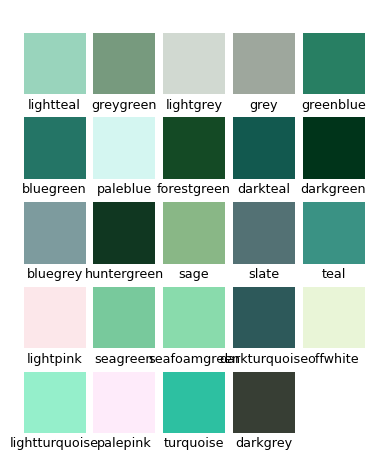 lightteal greygreen lightgrey grey greenblue
bluegreen paleblue forestgreen darkteal darkgreen
bluegrey huntergreen sage slate teal
lightpink seagreen seafoamgreen darkturquoise offwhite
lightturquoise palepink turquoise darkgrey